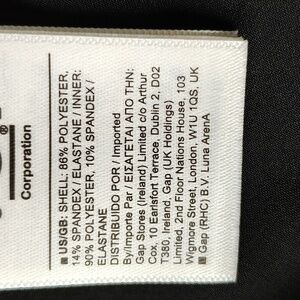 ®
Corporation
■ US/GB: SHELL: 86% POLYESTER,
14% SPANDEX / ELASTANE / INNER:
90% POLYESTER, 10% SPANDEX /
ELASTANE
DISTRIBUIDO POR / Imported
By/Importe Par / ΕΙΣΑΓΕΤΑΙ ΑΠΟ ΤΗΝ:
Gap Stores (Ireland) Limited c/o Arthur
Cox, 10 Earlsfort Terrace, Dublin 2, D02
T380, Ireland, Gap (UK Holdings)
Limited, 2nd Floor Nations House, 103
Wigmore Street, London. W1U 1QS, UK
■ Gap (RHC) B.V. Luna ArenA